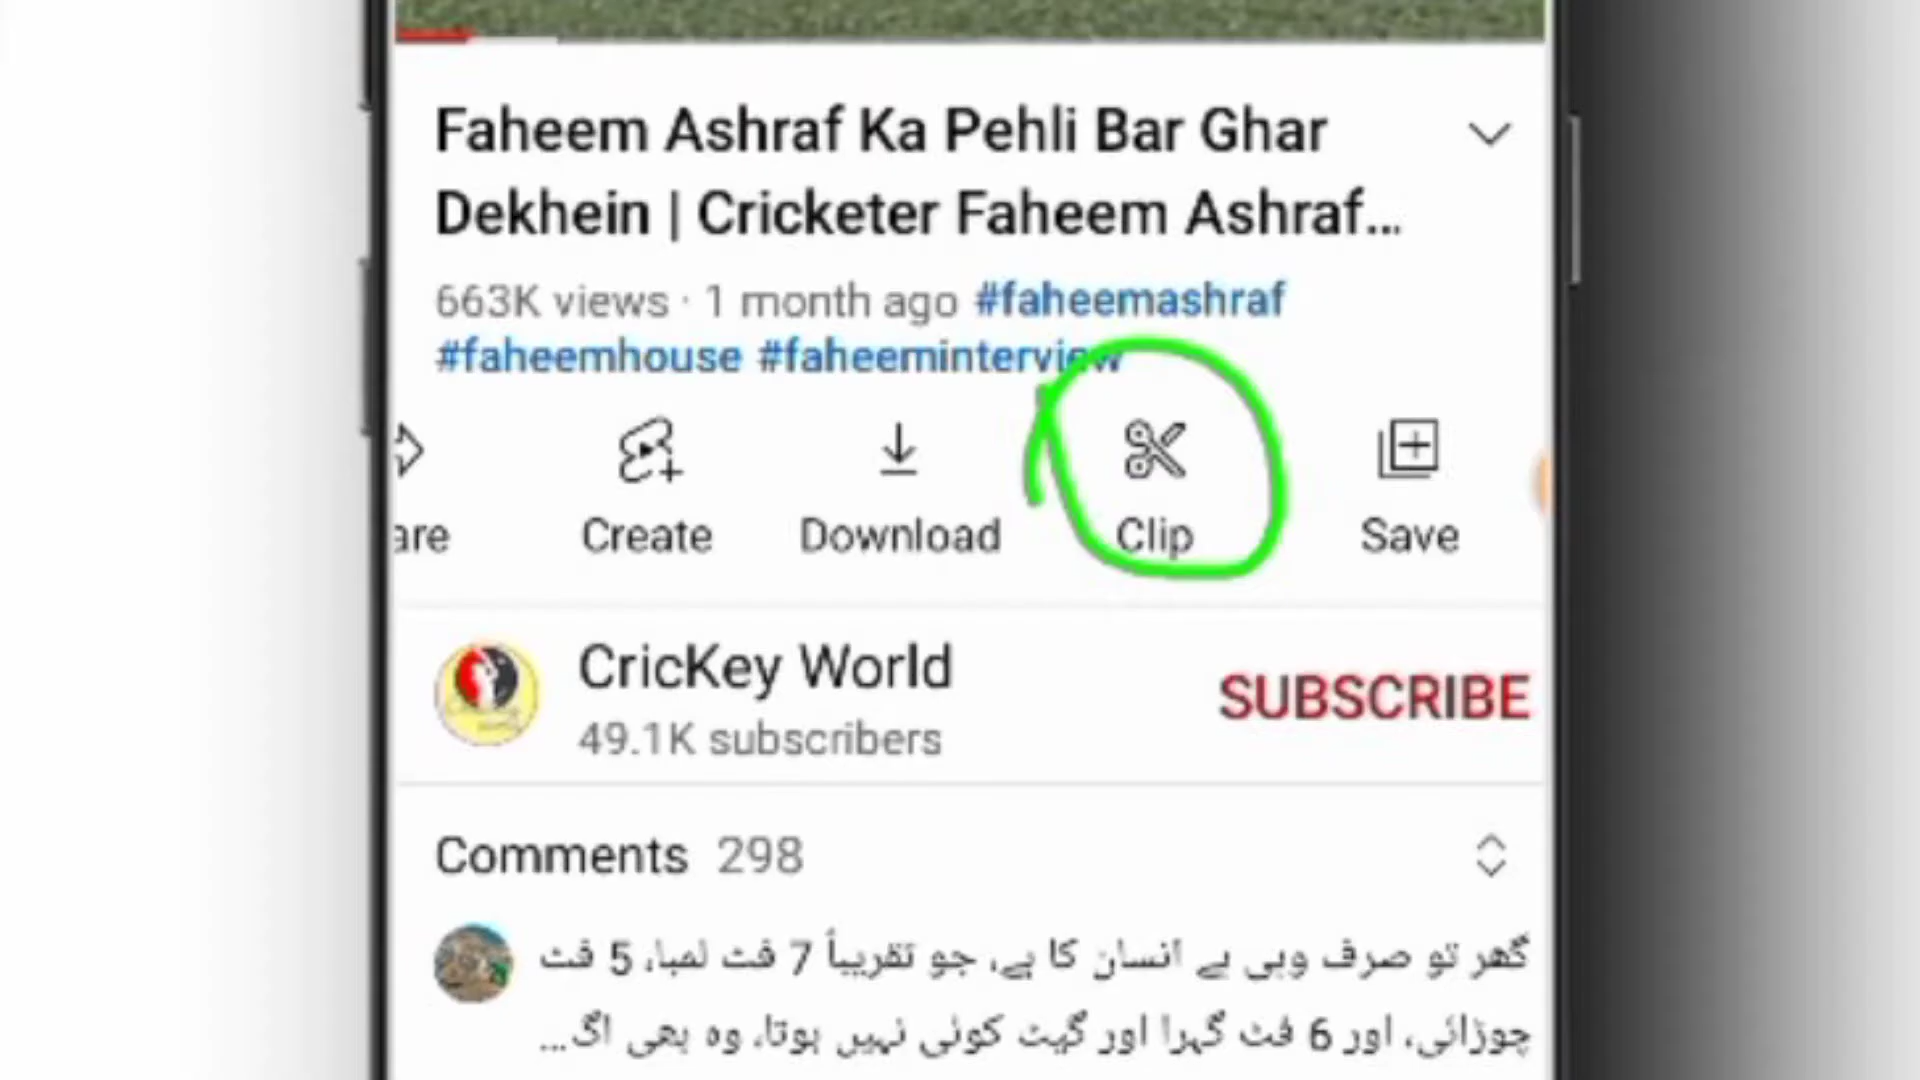 Faheem Ashraf Ka Pehli Bar Ghar
Dekhein | Cricketer Faheem Ashraf...
663K views · 1 month ago #faheemashraf
#faheemhouse #faheeminterview
are
Create
Download
Clip
Save
CricKey World
49.1K subscribers
SUBSCRIBE
Comments 298
گھر تو صرف وہی ہے انسان کا ہے، جو تقریباً 7 فٹ لمبا، 5 فٹ
چوڑائی، اور 6 فٹ گہرا اور گیٹ کوئی نہیں ہوتا، وہ بھی اگ...